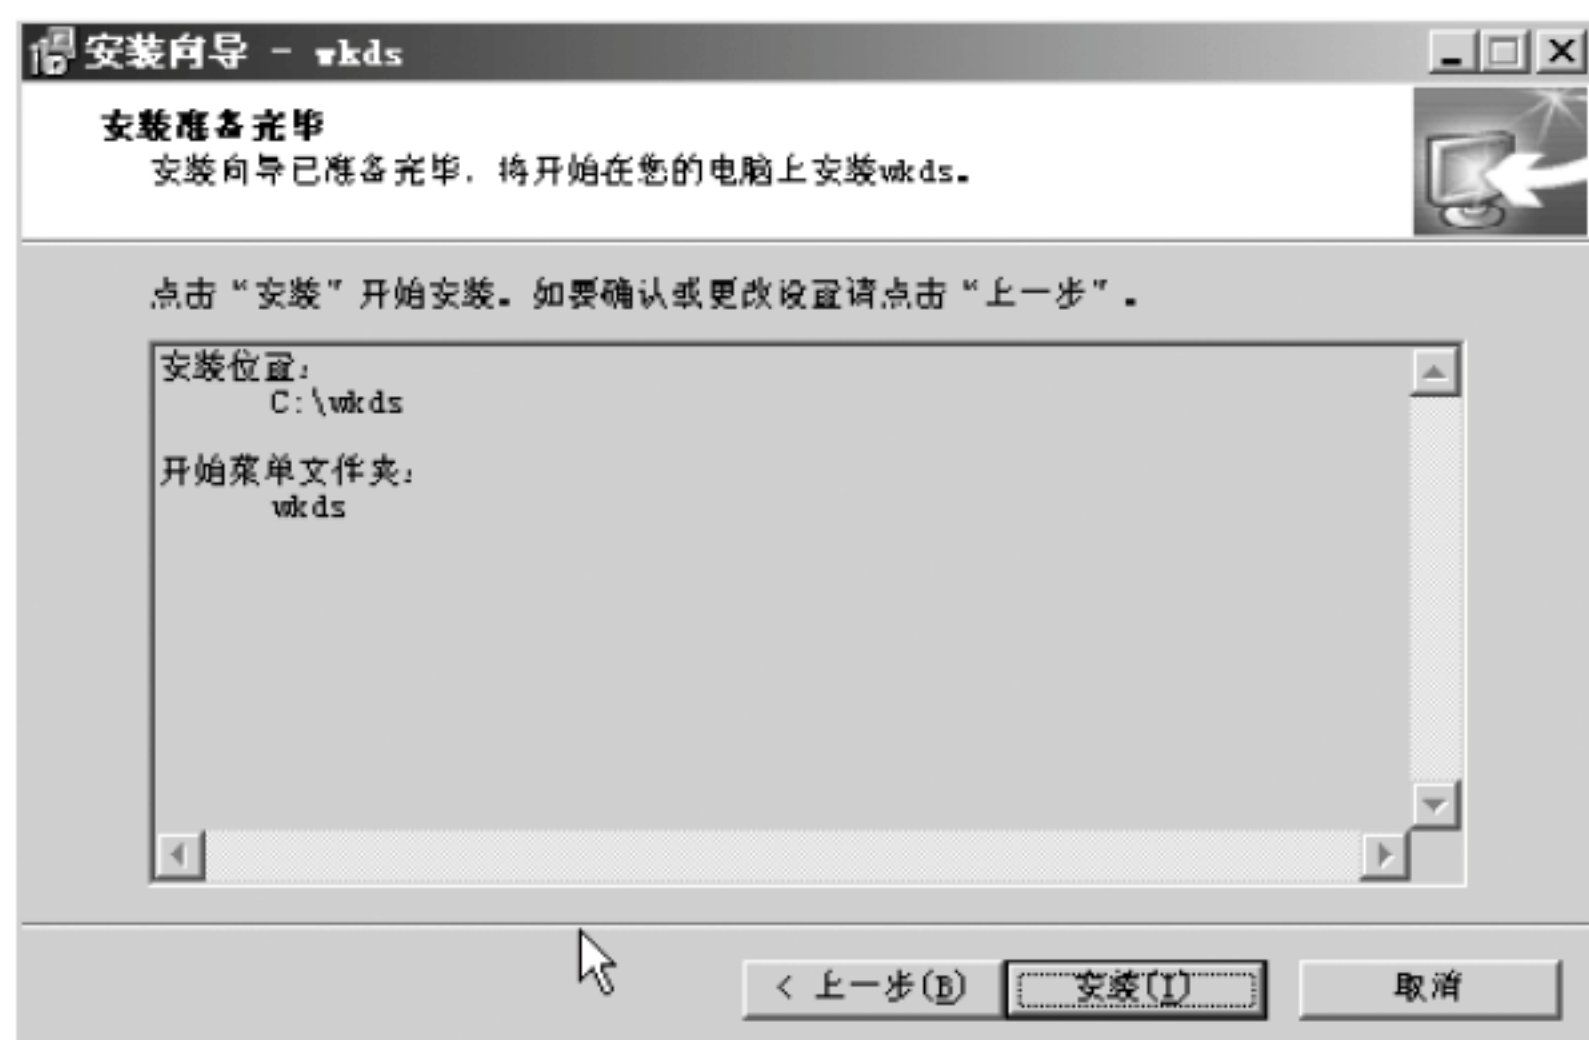 安装向导 - wkds
安装准备完毕
安装向导已准备完毕，将开始在您的电脑上安装wkds。
点击“安装”开始安装。如要确认或更改设置请点击“上一步”。
安装位置：
C:\wkds
开始菜单文件夹：
wkds
< 上一步(B) 安装(I) 取消